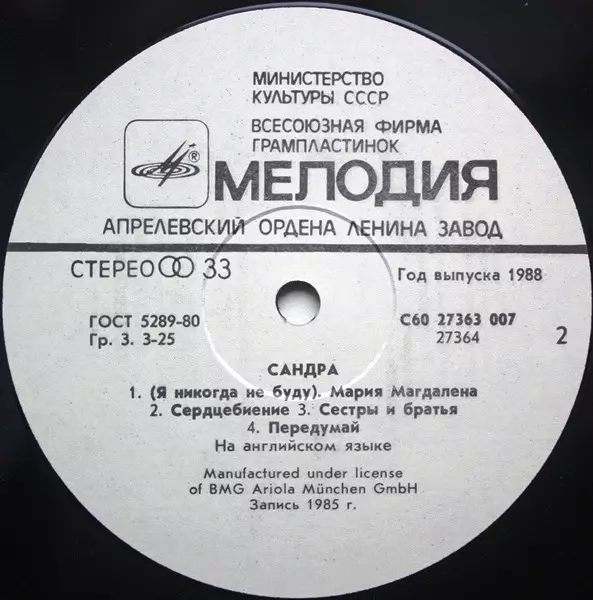 МИНИСТЕРСТВО
КУЛЬТУРЫ СССР
ВСЕСОЮЗНАЯ ФИРМА
ГРАМПЛАСТИНОК
® МЕЛОДИЯ
АПРЕЛЕВСКИЙ ОРДЕНА ЛЕНИНА ЗАВОД
СТЕРЕО 33
Год выпуска 1988
ГОСТ 5289-80
С60 27363 007
Гр. 3. 3-25
27364
2
САНДРА
1. (Я никогда не буду). Мария Магдалена
2. Сердцебиение 3. Сестры и братья
4. Передумай
На английском языке
Manufactured under license
of BMG Ariola München GmbH
Запись 1985 г.